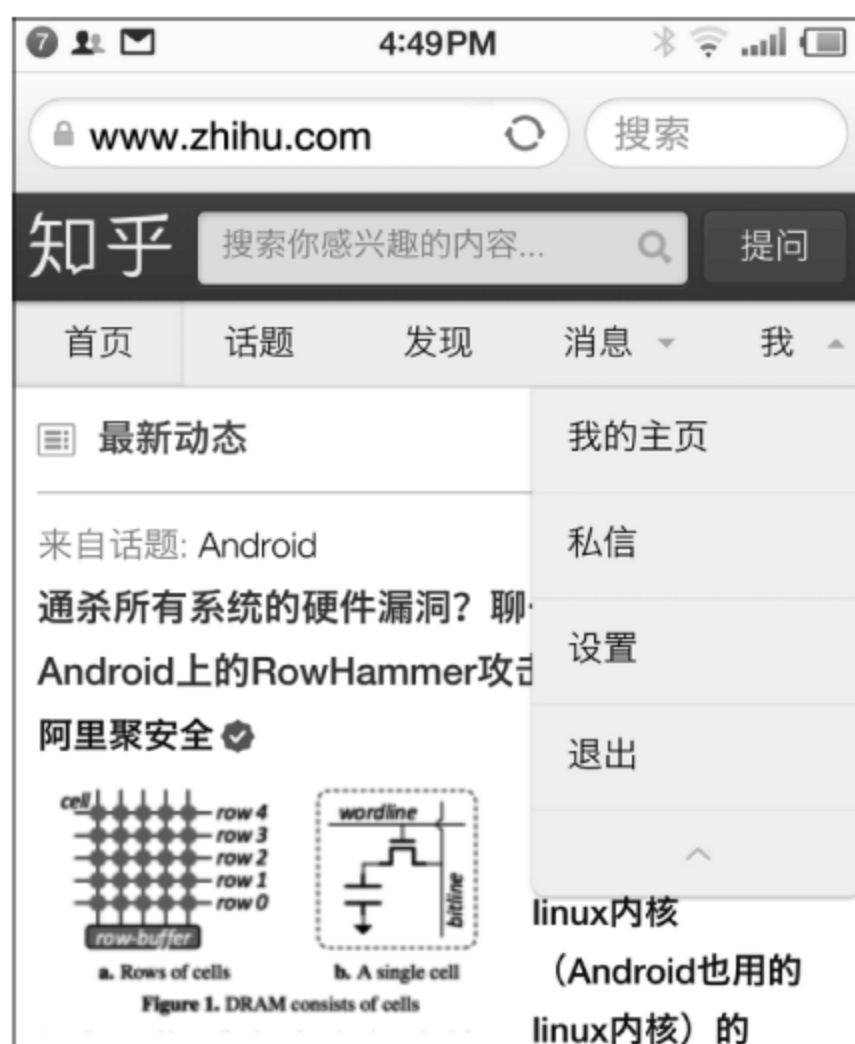 7
4:49PM
www.zhihu.com
搜索
知乎
搜索你感兴趣的内容...
提问
首页 话题 发现 消息 我
最新动态
我的主页
私信
设置
退出
来自话题: Android
通杀所有系统的硬件漏洞？聊
Android上的RowHammer攻击
阿里聚安全
cell
row 4
row 3
row 2
row 1
row 0
row-buffer
a. Rows of cells
wordline
bitline
b. A single cell
Figure 1. DRAM consists of cells
linux内核
（Android也用的
linux内核）的